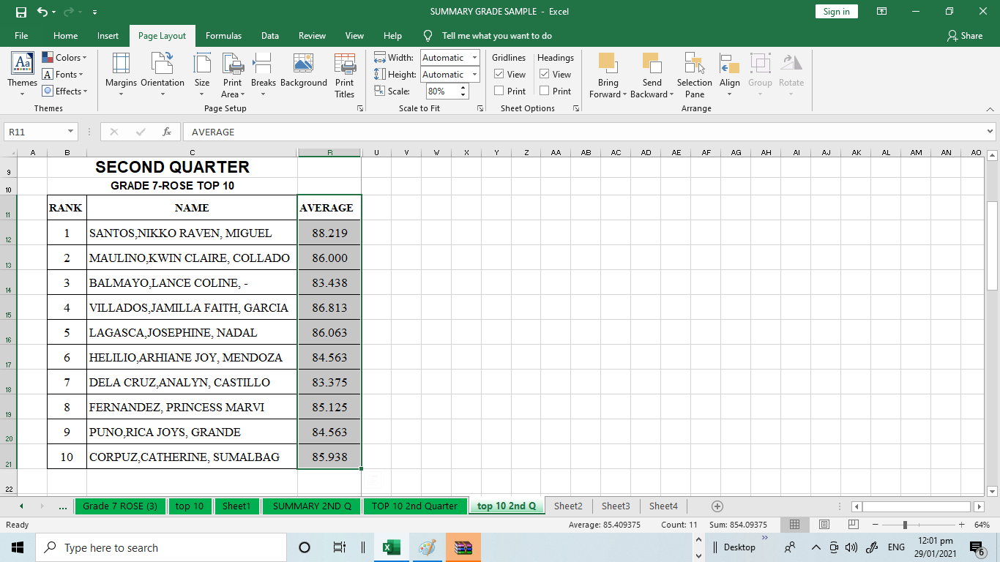 SUMMARY GRADE SAMPLE - Excel
Sign in
File Home Insert Page Layout Formulas Data Review View Help Tell me what you want to do Share
Colors Width: Automatic Gridlines Headings
Fonts Height: Automatic View View
Effects Scale: 80% Print Print
Themes Margins Orientation Size Print Area Breaks Background Print Titles Bring Forward Send Backward Selection Pane Align Group Rotate
Themes Page Setup Scale to Fit Sheet Options Arrange
R11 fx AVERAGE
A B C R U V W X Y Z AA AB AC AD AE AF AG AH AI AJ AK AL AM AN AO
9 SECOND QUARTER
10 GRADE 7-ROSE TOP 10
11 RANK NAME AVERAGE
12 1 SANTOS,NIKKO RAVEN, MIGUEL 88.219
13 2 MAULINO,KWIN CLAIRE, COLLADO 86.000
14 3 BALMAYO,LANCE COLINE, - 83.438
15 4 VILLADOS,JAMILLA FAITH, GARCIA 86.813
16 5 LAGASCA,JOSEPHINE, NADAL 86.063
17 6 HELILIO,ARHIANE JOY, MENDOZA 84.563
18 7 DELA CRUZ,ANALYN, CASTILLO 83.375
19 8 FERNANDEZ, PRINCESS MARVI 85.125
20 9 PUNO,RICA JOYS, GRANDE 84.563
21 10 CORPUZ,CATHERINE, SUMALBAG 85.938
22
... Grade 7 ROSE (3) top 10 Sheet1 SUMMARY 2ND Q TOP 10 2nd Quarter top 10 2nd Q Sheet2 Sheet3 Sheet4
Ready Average: 85.409375 Count: 11 Sum: 854.09375 64%
Type here to search Desktop ENG 12:01 pm
29/01/2021 6